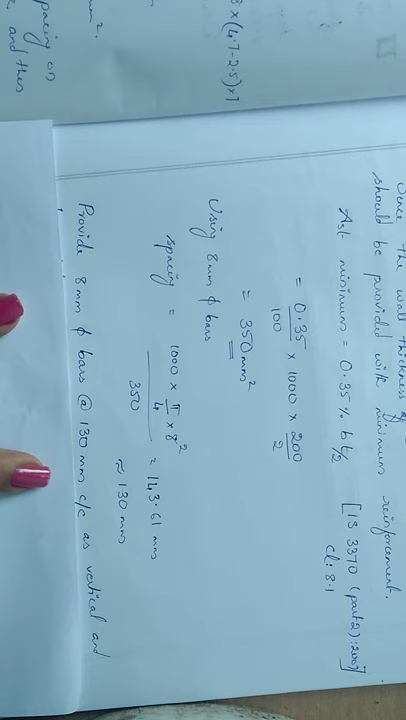 3 × (4.7-2.5) × 7
mm².
spacing on
and then
the wall thickness
should be provided with minimum reinforcement.
Ast minimum = 0.35% b t/2 [IS 3370 (part 2):2009]
cl: 8.1
= 0.35/100 × 1000 × 200/2
= 350 mm²
Using 8mm ϕ bars
spacing = 1000 × π/4 × 8² / 350 = 143.61 mm
≈ 130 mm
Provide 8 mm ϕ bars @ 130 mm c/c as vertical and